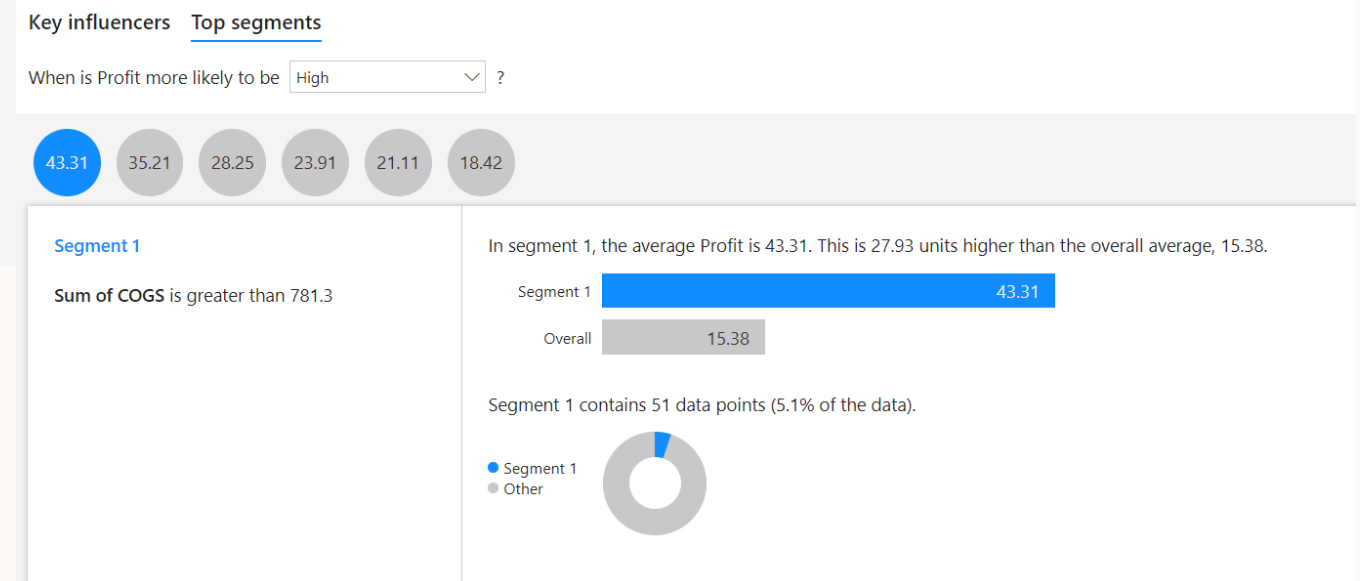 Key influencers Top segments
When is Profit more likely to be High ?
43.31 35.21 28.25 23.91 21.11 18.42
Segment 1
Sum of COGS is greater than 781.3
In segment 1, the average Profit is 43.31. This is 27.93 units higher than the overall average, 15.38.
Segment 1 43.31
Overall 15.38
Segment 1 contains 51 data points (5.1% of the data).
Segment 1
Other